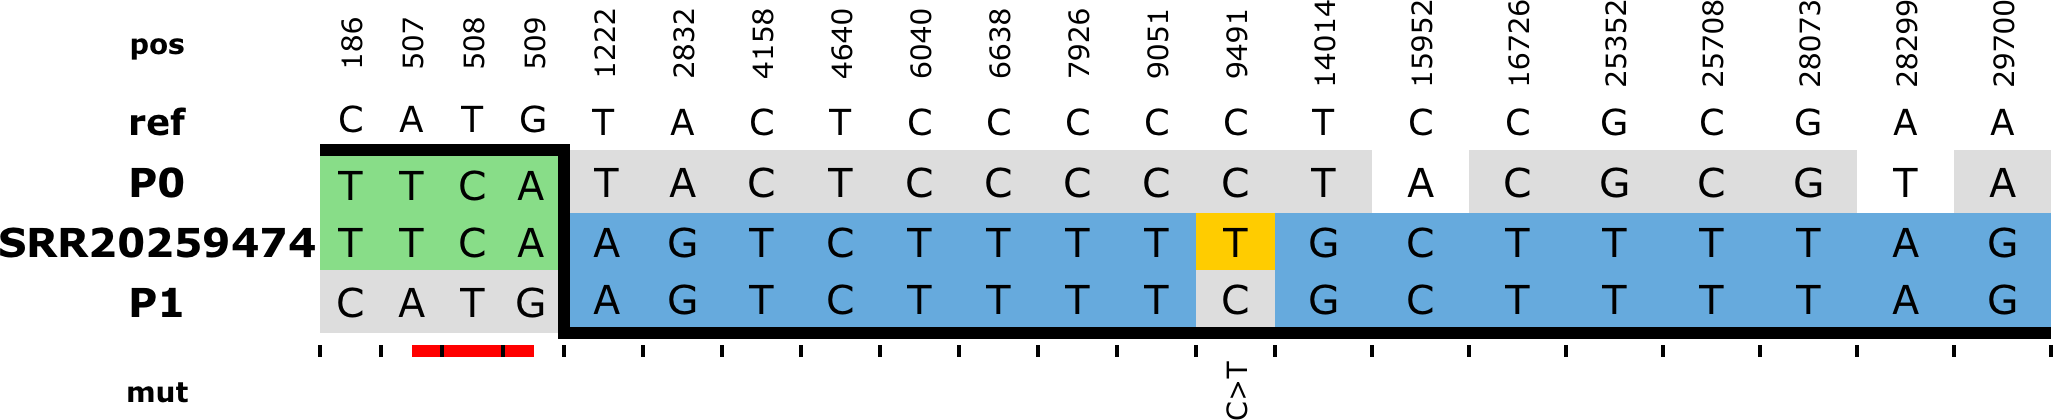 pos 186 507 508 509 1222 2832 4158 4640 6040 6638 7926 9051 9491 14014 15952 16726 25352 25708 28073 28299 29700
ref C A T G T A C T C C C C C T C C G C G A A
P0 T T C A T A C T C C C C C T A C G C G T A
SRR20259474 T T C A A G T C T T T T T G C T T T T A G
P1 C A T G A G T C T T T T C G C T T T T A G
mut C>T